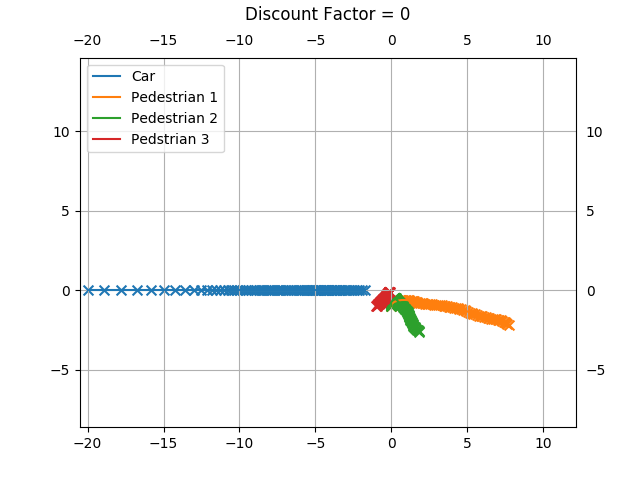 Discount Factor = 0
−20 −15 −10 −5 0 5 10
Car
Pedestrian 1
Pedestrian 2
Pedstrian 3
10 10
5 5
0 0
−5 −5
−20 −15 −10 −5 0 5 10